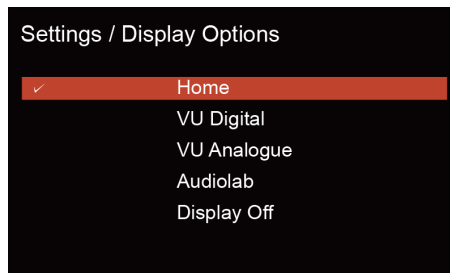 Settings / Display Options
✓ Home
VU Digital
VU Analogue
Audiolab
Display Off